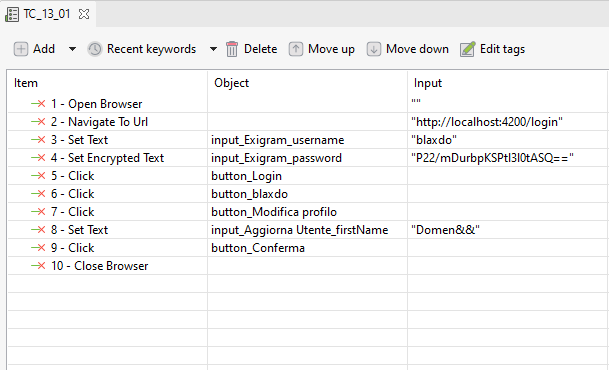 TC_13_01
Add Recent keywords Delete Move up Move down Edit tags
Item Object Input
1 - Open Browser ""
2 - Navigate To Url "http://localhost:4200/login"
3 - Set Text input_Exigram_username "blaxdo"
4 - Set Encrypted Text input_Exigram_password "P22/mDurbpKSPtI3I0tASQ=="
5 - Click button_Login
6 - Click button_blaxdo
7 - Click button_Modifica profilo
8 - Set Text input_Aggiorna Utente_firstName "Domen&&"
9 - Click button_Conferma
10 - Close Browser